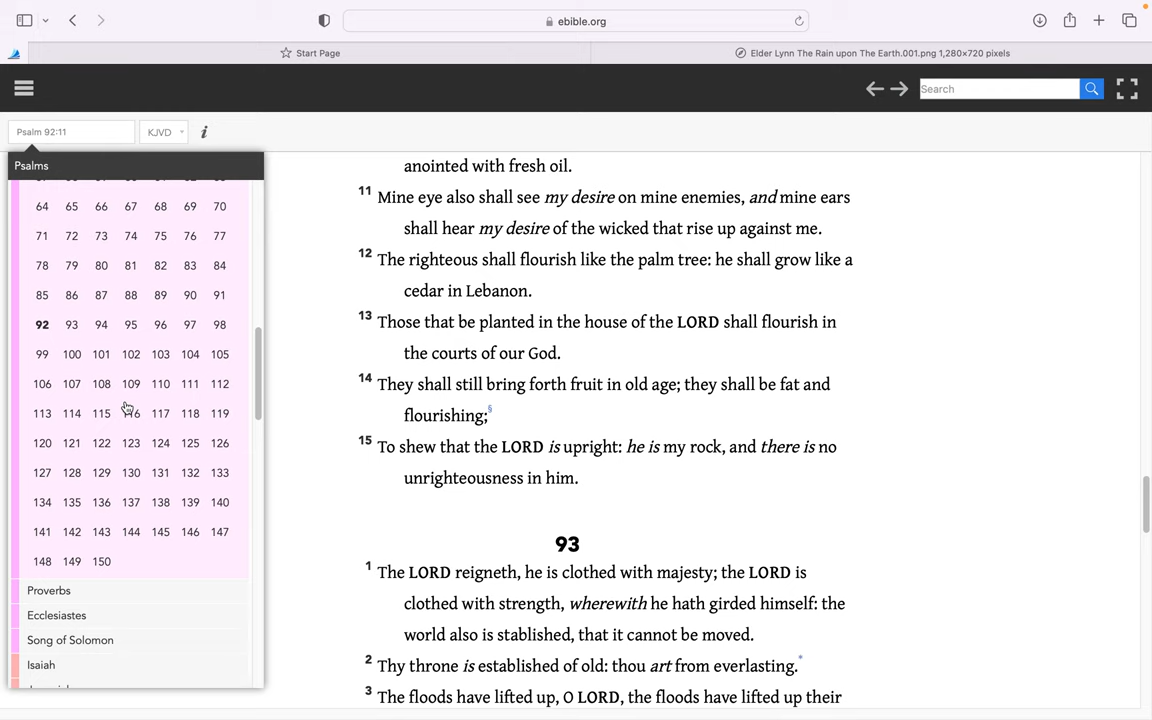 ebible.org
Start Page
Elder Lynn The Rain upon The Earth.001.png 1,280×720 pixels
Search
Psalm 92:11
KJVD
i
Psalms
64 65 66 67 68 69 70
71 72 73 74 75 76 77
78 79 80 81 82 83 84
85 86 87 88 89 90 91
92 93 94 95 96 97 98
99 100 101 102 103 104 105
106 107 108 109 110 111 112
113 114 115 116 117 118 119
120 121 122 123 124 125 126
127 128 129 130 131 132 133
134 135 136 137 138 139 140
141 142 143 144 145 146 147
148 149 150
Proverbs
Ecclesiastes
Song of Solomon
Isaiah
anointed with fresh oil.
11 Mine eye also shall see my desire on mine enemies, and mine ears
shall hear my desire of the wicked that rise up against me.
12 The righteous shall flourish like the palm tree: he shall grow like a
cedar in Lebanon.
13 Those that be planted in the house of the LORD shall flourish in
the courts of our God.
14 They shall still bring forth fruit in old age; they shall be fat and
flourishing;§
15 To shew that the LORD is upright: he is my rock, and there is no
unrighteousness in him.
93
1 The LORD reigneth, he is clothed with majesty; the LORD is
clothed with strength, wherewith he hath girded himself: the
world also is stablished, that it cannot be moved.
2 Thy throne is established of old: thou art from everlasting.*
3 The floods have lifted up, O LORD, the floods have lifted up their